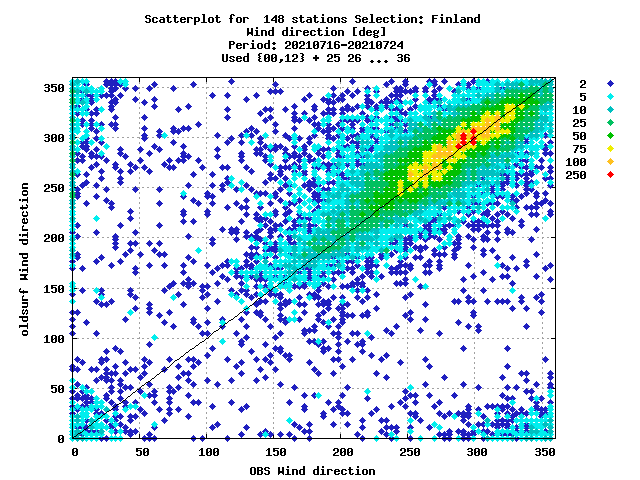 Scatterplot for  148 stations Selection: Finland
Wind direction [deg]
Period: 20210716-20210724
Used {00,12} + 25 26 ... 36
2
5
10
25
50
75
100
250
350
300
250
200
150
100
50
0
oldsurf Wind direction
0 50 100 150 200 250 300 350
OBS Wind direction